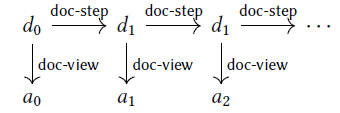 doc-step doc-step doc-step
d₀ d₁ d₁ ⋯
doc-view doc-view doc-view
a₀ a₁ a₂